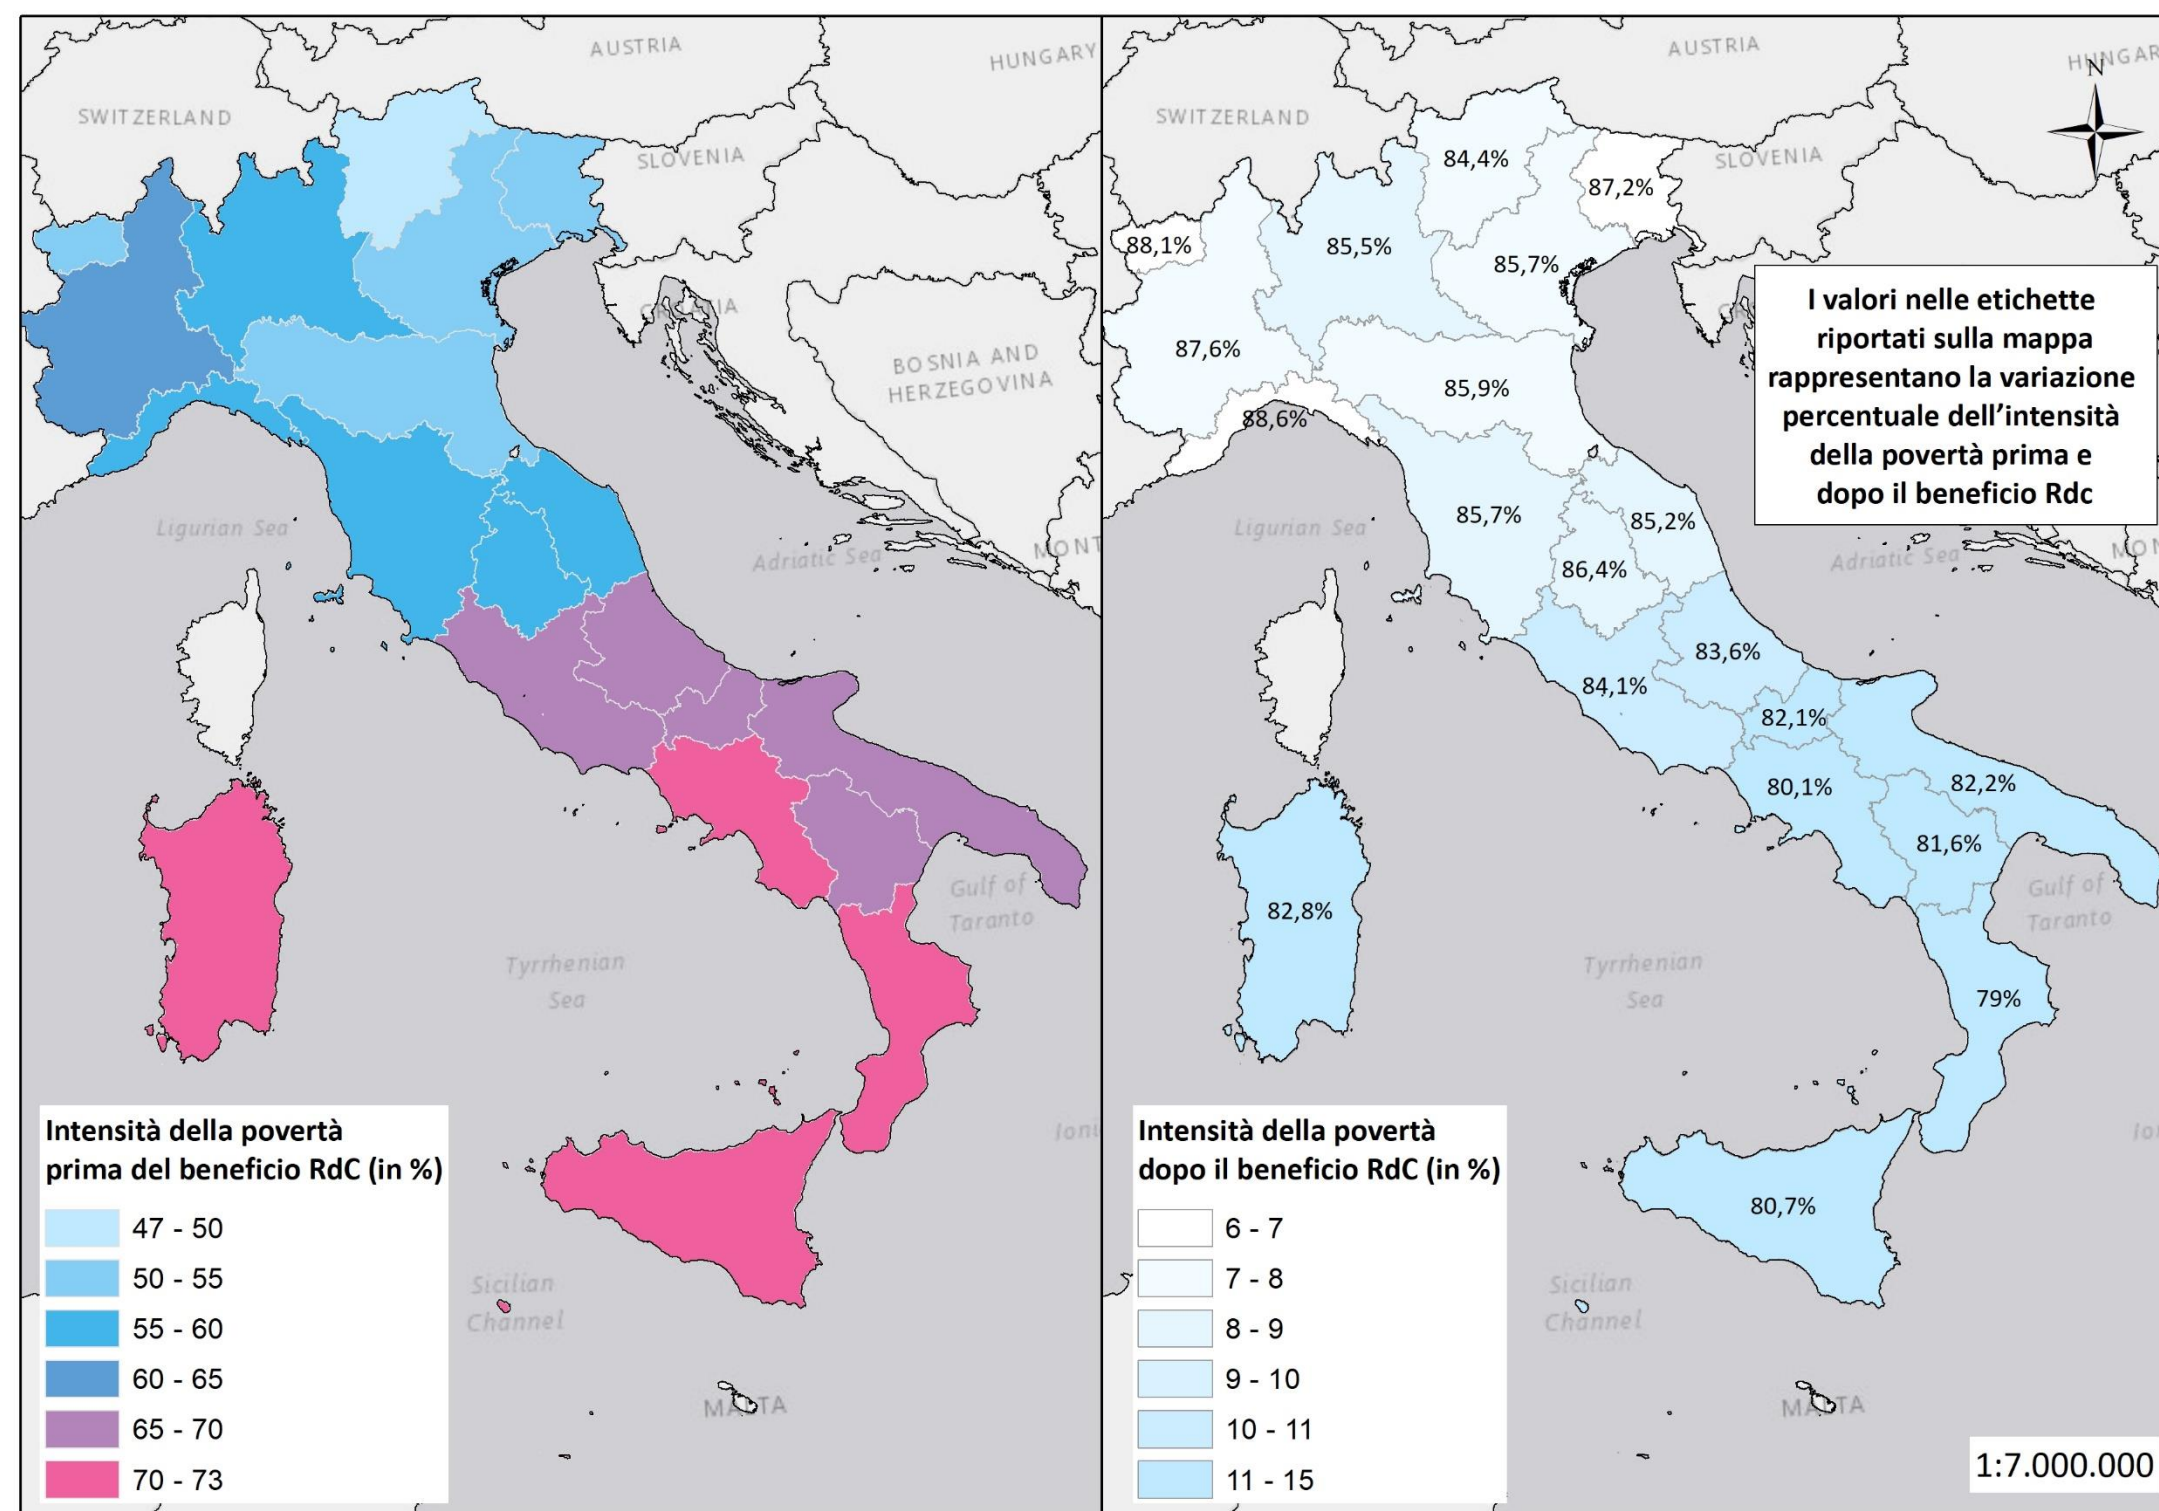 AUSTRIA
HUNGARY
SWITZERLAND
SLOVENIA
CROATIA
BOSNIA AND
HERZEGOVINA
Ligurian Sea
Adriatic Sea
MONT
Gulf of
Taranto
Tyrrhenian
Sea
Sicilian
Channel
MALTA
Intensità della povertà
prima del beneficio RdC (in %)
47 - 50
50 - 55
55 - 60
60 - 65
65 - 70
70 - 73
AUSTRIA
HUNGAR
N
SWITZERLAND
SLOVENIA
84,4%
87,2%
88,1%
85,5%
85,7%
I valori nelle etichette
riportati sulla mappa
rappresentano la variazione
percentuale dell’intensità
della povertà prima e
dopo il beneficio Rdc
87,6%
85,9%
88,6%
Ligurian Sea
85,7%
85,2%
86,4%
Adriatic Sea
MON
83,6%
84,1%
82,1%
80,1%
82,2%
81,6%
82,8%
Gulf of
Taranto
Tyrrhenian
Sea
79%
80,7%
Sicilian
Channel
MALTA
Intensità della povertà
dopo il beneficio RdC (in %)
6 - 7
7 - 8
8 - 9
9 - 10
10 - 11
11 - 15
1:7.000.000